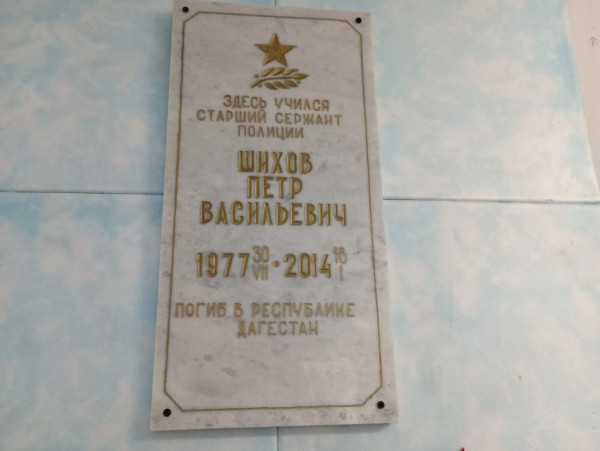 ЗДЕСЬ УЧИЛСЯ
СТАРШИЙ СЕРЖАНТ
ПОЛИЦИИ
ШИХОВ
ПЕТР
ВАСИЛЬЕВИЧ
1977 30 VII • 2014 16 I
ПОГИБ В РЕСПУБЛИКЕ
ДАГЕСТАН